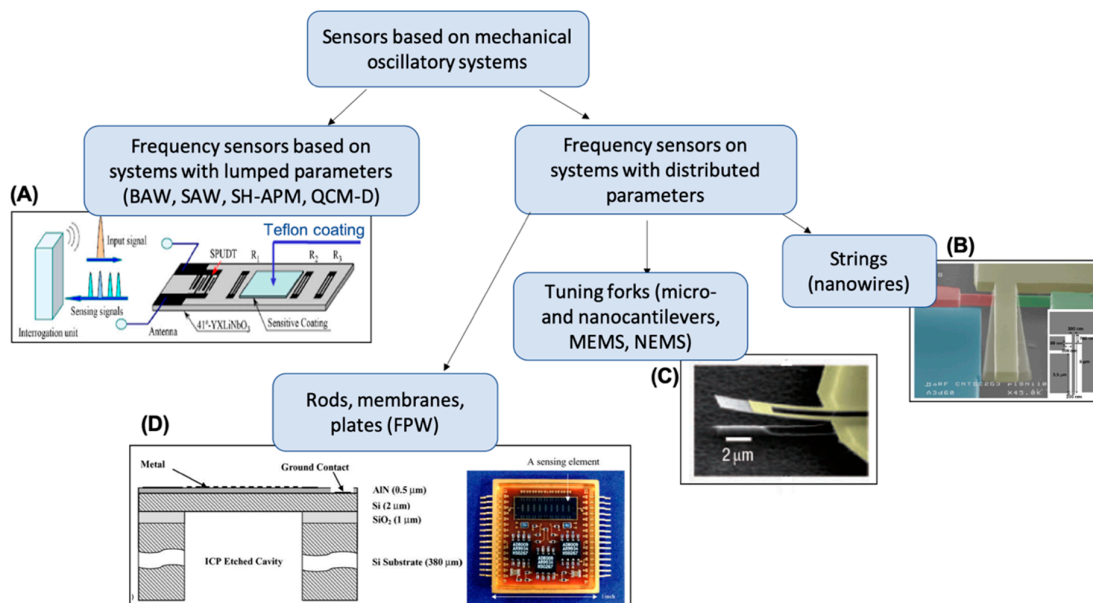 Sensors based on mechanical
oscillatory systems
Frequency sensors based on
systems with lumped parameters
(BAW, SAW, SH-APM, QCM-D)
Frequency sensors on
systems with distributed
parameters
(A)
Teflon coating
Input signal
SPUDT
R1
R2
R3
Sensing signals
Interrogation unit
Antenna
41°-YXLiNbO3
Sensitive Coating
Strings
(nanowires)
(B)
Tuning forks (micro-
and nanocantilevers,
MEMS, NEMS)
(C)
2 μm
Rods, membranes,
plates (FPW)
(D)
Metal
Ground Contact
AlN (0.5 μm)
Si (2 μm)
SiO2 (1 μm)
ICP Etched Cavity
Si Substrate (380 μm)
A sensing element
AD8009
AD8009
AD8009
1inch